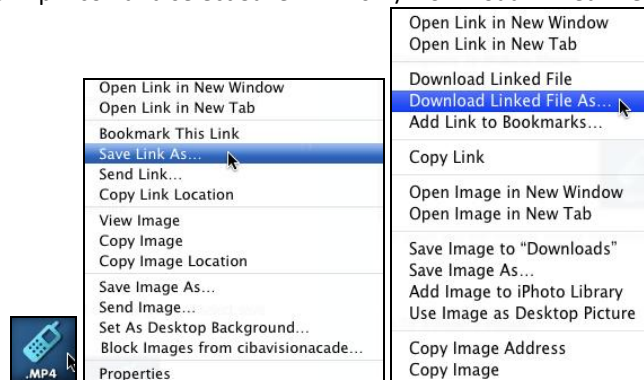 Open Link in New Window
Open Link in New Tab
Bookmark This Link
Save Link As...
Send Link...
Copy Link Location
View Image
Copy Image
Copy Image Location
Save Image As...
Send Image...
Set As Desktop Background...
Block Images from cibavisionacade...
Properties
.MP4
Open Link in New Window
Open Link in New Tab
Download Linked File
Download Linked File As...
Add Link to Bookmarks...
Copy Link
Open Image in New Window
Open Image in New Tab
Save Image to “Downloads”
Save Image As...
Add Image to iPhoto Library
Use Image as Desktop Picture
Copy Image Address
Copy Image